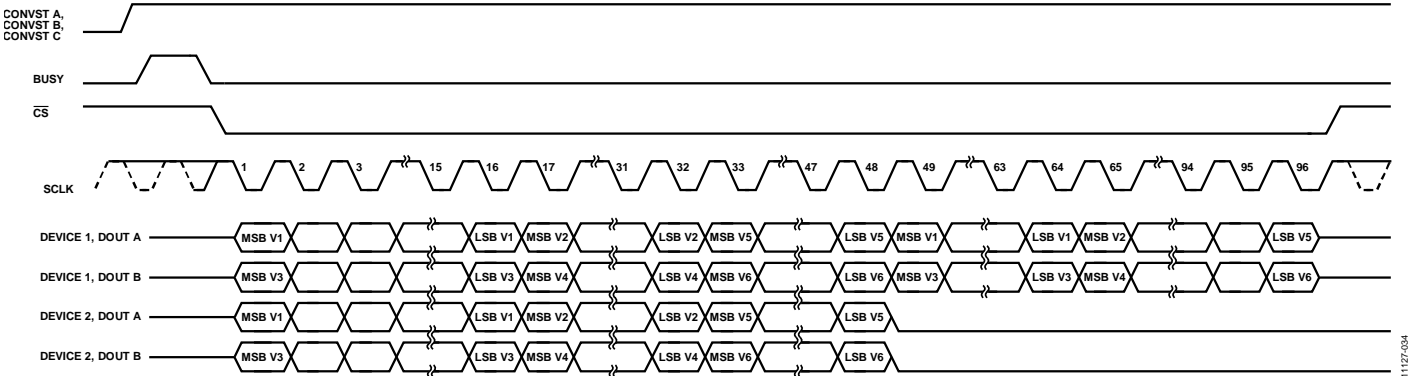 CONVST A,
CONVST B,
CONVST C
BUSY
CS
SCLK
1 2 3 15 16 17 31 32 33 47 48 49 63 64 65 94 95 96
DEVICE 1, DOUT A MSB V1 LSB V1 MSB V2 LSB V2 MSB V5 LSB V5 MSB V1 LSB V1 MSB V2 LSB V5
DEVICE 1, DOUT B MSB V3 LSB V3 MSB V4 LSB V4 MSB V6 LSB V6 MSB V3 LSB V3 MSB V4 LSB V6
DEVICE 2, DOUT A MSB V1 LSB V1 MSB V2 LSB V2 MSB V5 LSB V5
DEVICE 2, DOUT B MSB V3 LSB V3 MSB V4 LSB V4 MSB V6 LSB V6
11127-034